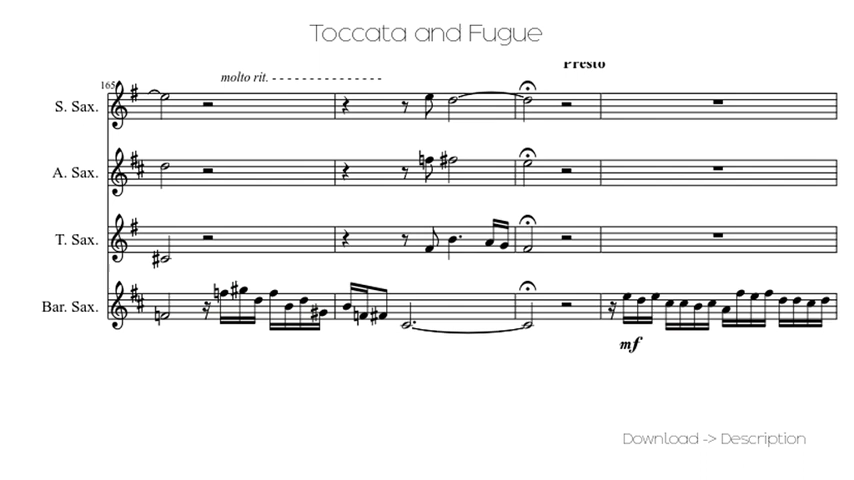 Toccata and Fugue
Presto
molto rit.
165
S. Sax.
A. Sax.
T. Sax.
Bar. Sax.
mf
Download -> Description